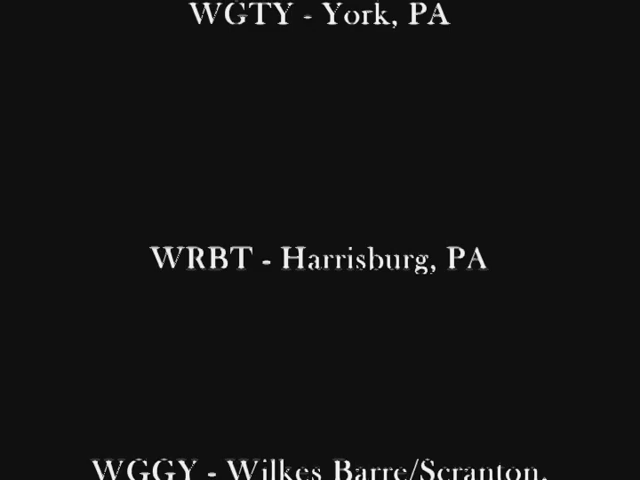 WGTY - York, PA
WRBT - Harrisburg, PA
WGGY - Wilkes Barre/Scranton,